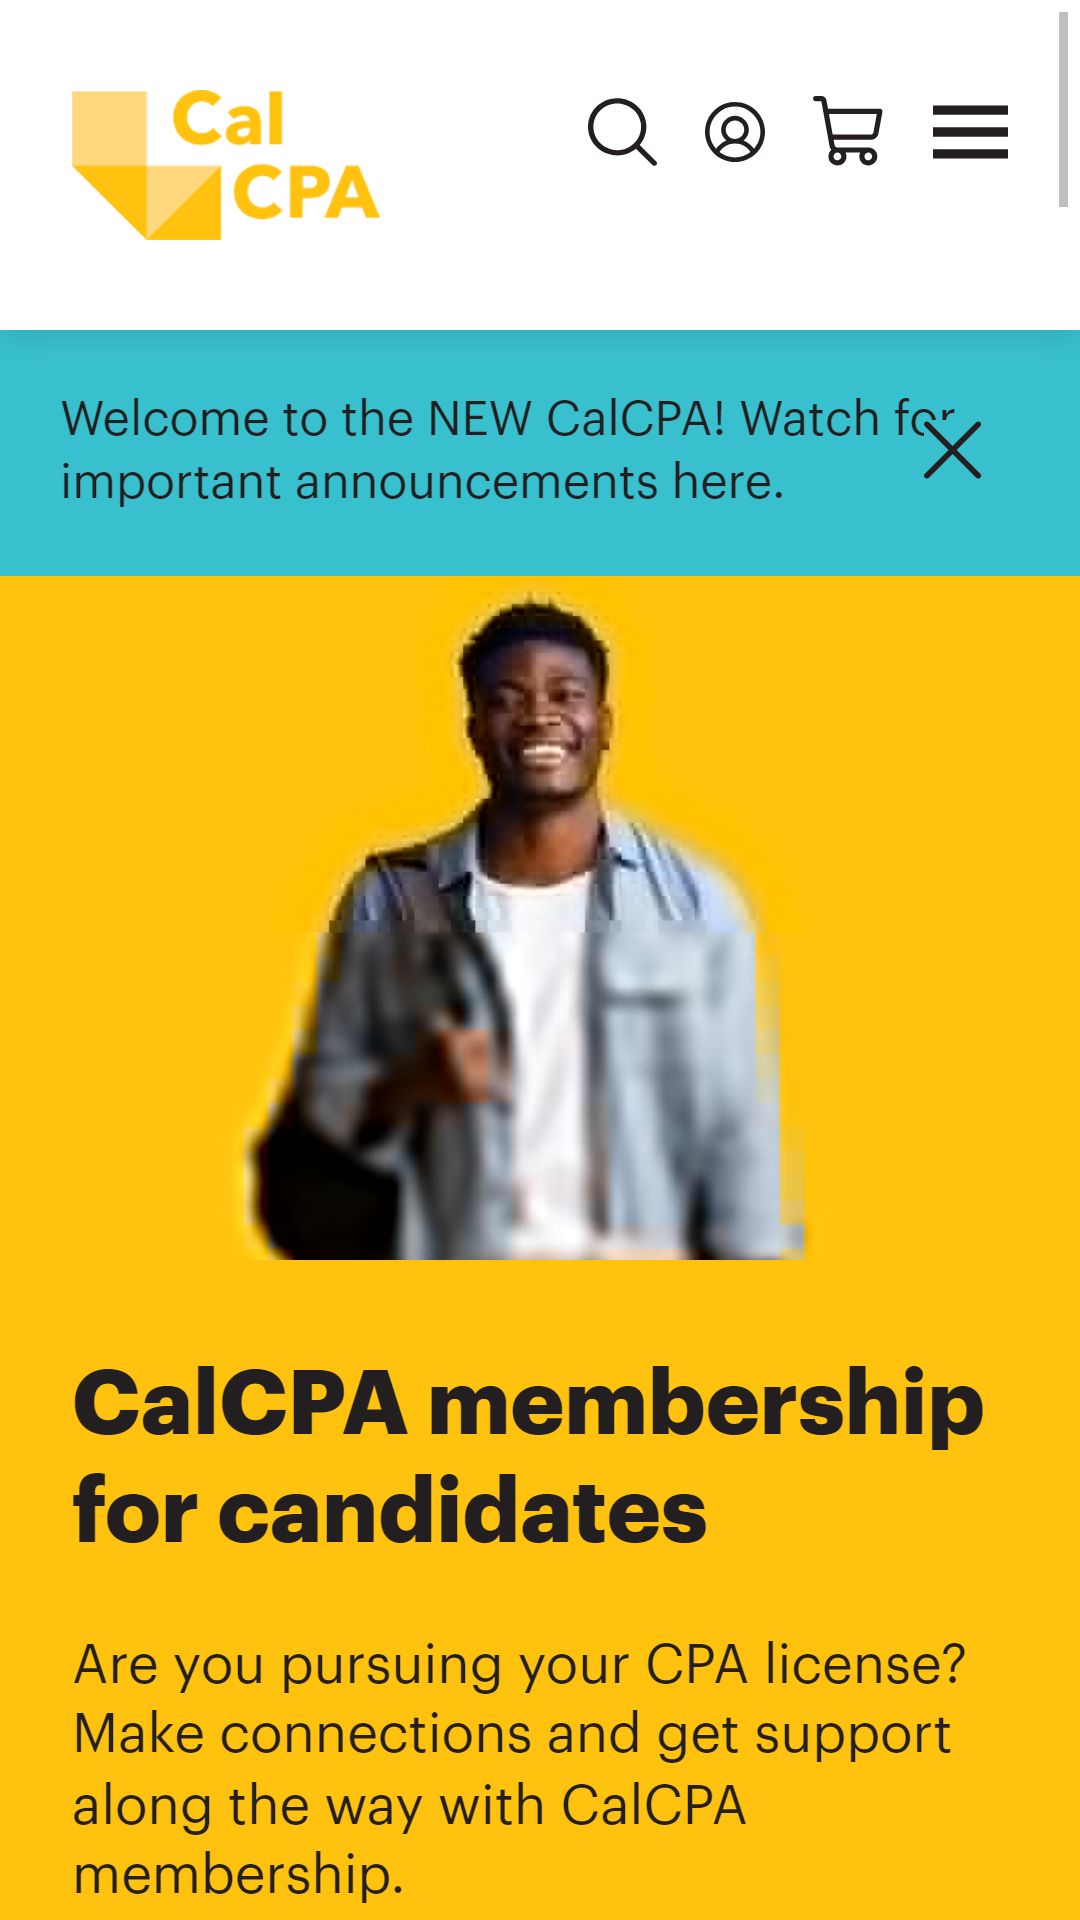 Cal
CPA
Welcome to the NEW CalCPA! Watch for
important announcements here.
CalCPA membership
for candidates
Are you pursuing your CPA license?
Make connections and get support
along the way with CalCPA
membership.